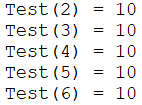 Test(2) = 10
Test(3) = 10
Test(4) = 10
Test(5) = 10
Test(6) = 10